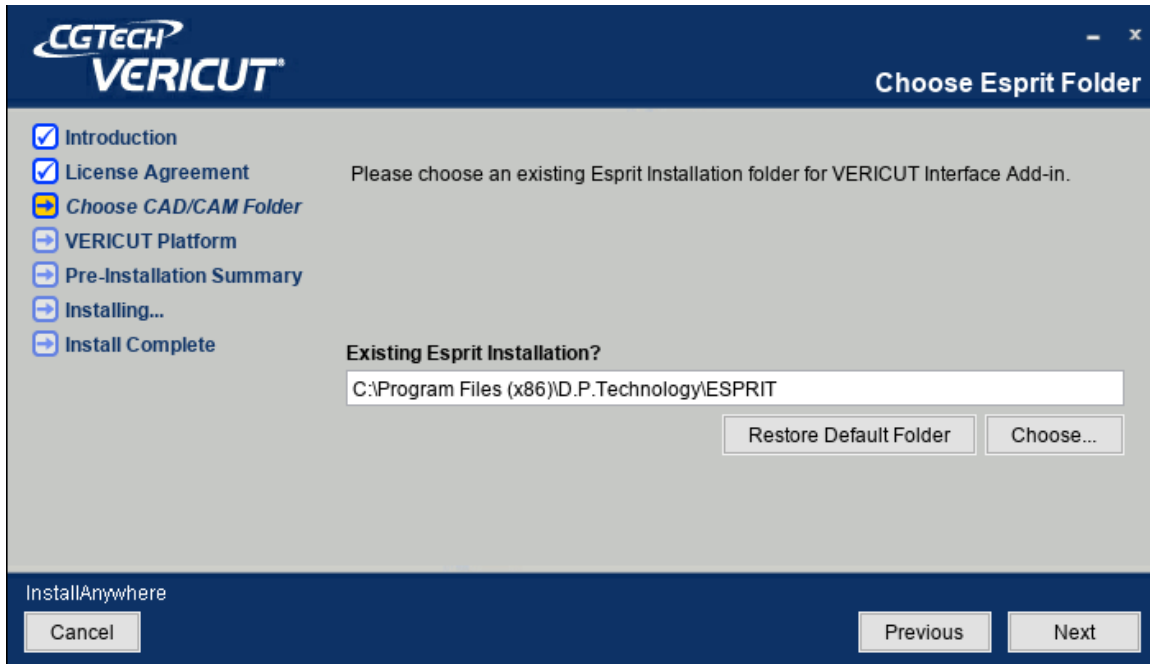 CGTECH
VERICUT®
Choose Esprit Folder
Introduction
License Agreement
Choose CAD/CAM Folder
VERICUT Platform
Pre-Installation Summary
Installing...
Install Complete
Please choose an existing Esprit Installation folder for VERICUT Interface Add-in.
Existing Esprit Installation?
C:\Program Files (x86)\D.P.Technology\ESPRIT
Restore Default Folder
Choose...
InstallAnywhere
Cancel
Previous
Next